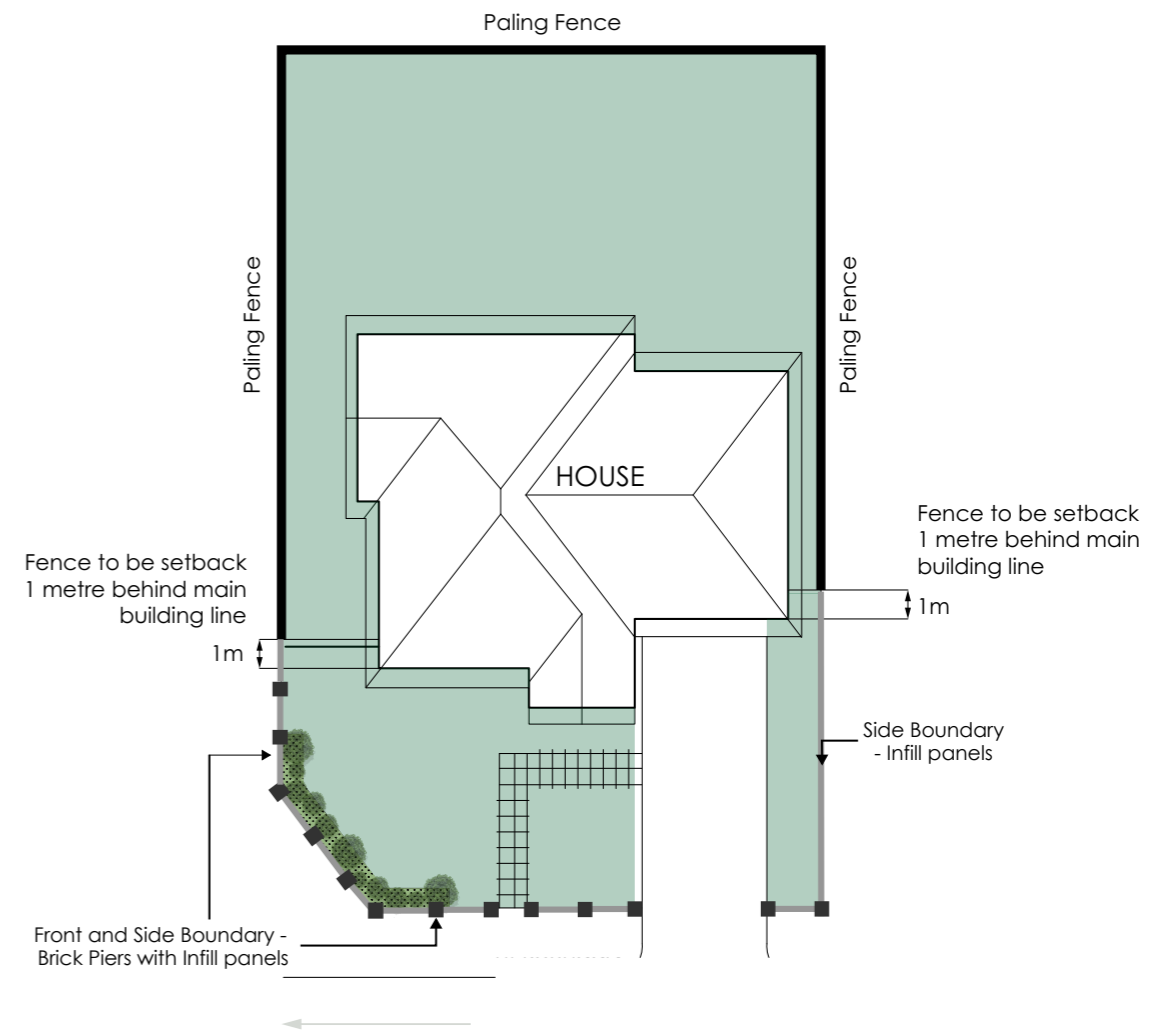 Paling Fence
Paling Fence
Paling Fence
HOUSE
Fence to be setback
1 metre behind main
building line
1m
Fence to be setback
1 metre behind main
building line
1m
Side Boundary
- Infill panels
Front and Side Boundary -
Brick Piers with Infill panels